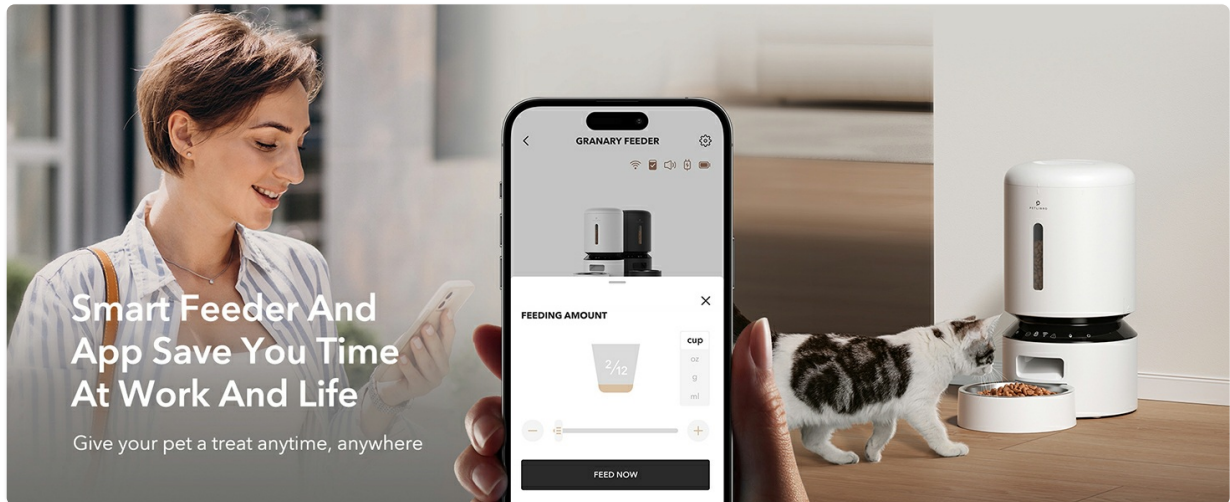 Smart Feeder And
App Save You Time
At Work And Life
Give your pet a treat anytime, anywhere
GRANARY FEEDER
FEEDING AMOUNT
2/12
cup
oz
g
ml
FEED NOW
PETLIBRO